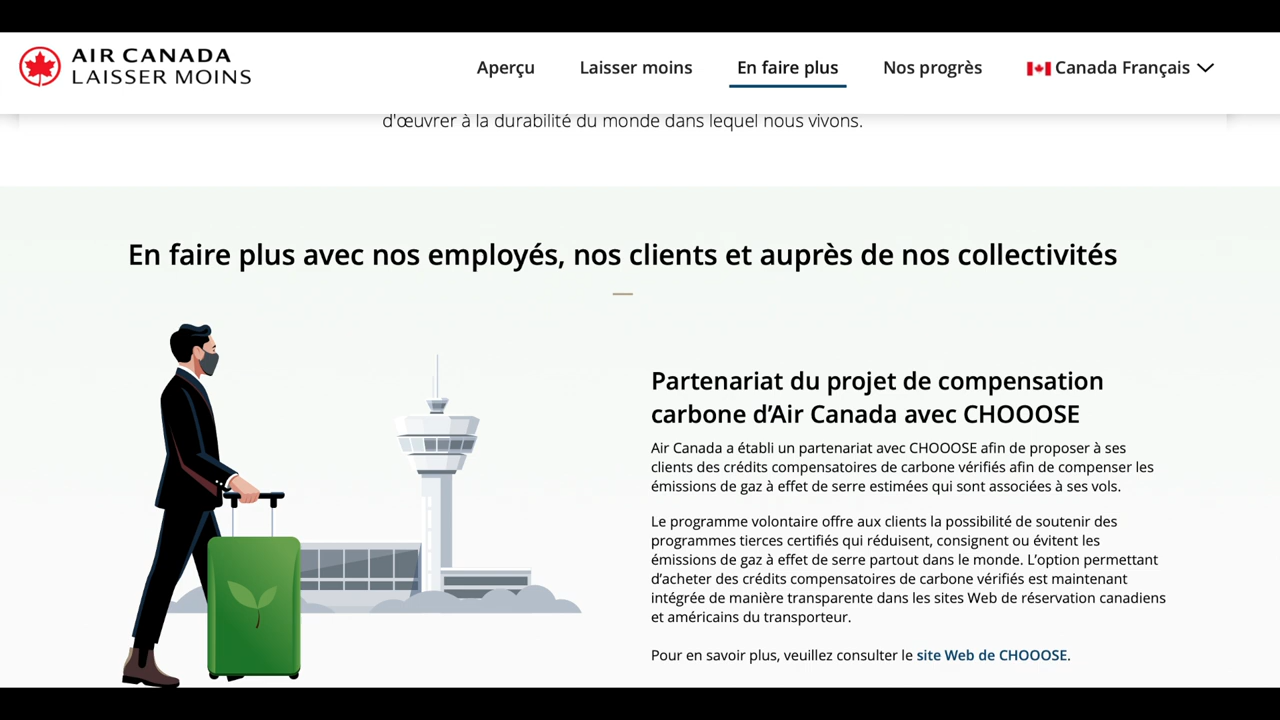 AIR CANADA
LAISSER MOINS
Aperçu
Laisser moins
En faire plus
Nos progrès
Canada Français
d'œuvrer à la durabilité du monde dans lequel nous vivons.
En faire plus avec nos employés, nos clients et auprès de nos collectivités
Partenariat du projet de compensation
carbone d’Air Canada avec CHOOOSE
Air Canada a établi un partenariat avec CHOOOSE afin de proposer à ses
clients des crédits compensatoires de carbone vérifiés afin de compenser les
émissions de gaz à effet de serre estimées qui sont associées à ses vols.
Le programme volontaire offre aux clients la possibilité de soutenir des
programmes tierces certifiés qui réduisent, consignent ou évitent les
émissions de gaz à effet de serre partout dans le monde. L’option permettant
d’acheter des crédits compensatoires de carbone vérifiés est maintenant
intégrée de manière transparente dans les sites Web de réservation canadiens
et américains du transporteur.
Pour en savoir plus, veuillez consulter le site Web de CHOOOSE.